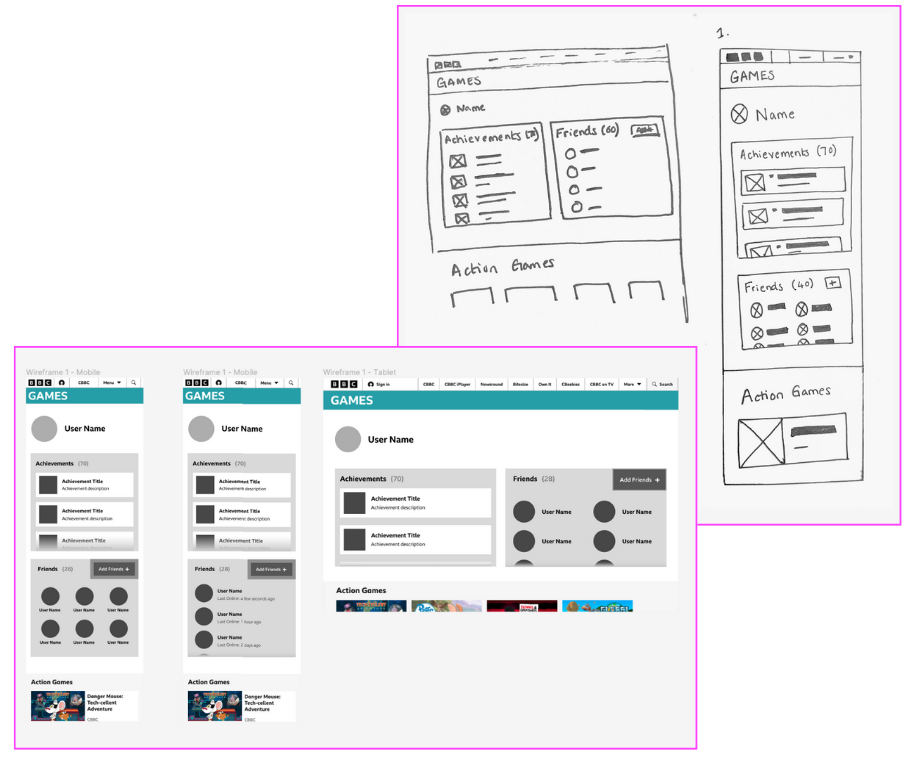 1.
BBC
GAMES
Name
Achievements (70)
Friends (60) Add+
Action Games
GAMES
Name
Achievements (70)
Friends (40) +
Action Games
Wireframe 1 - Mobile
BBC CBBC Menu
GAMES
User Name
Achievements (70)
Achievement Title
Achievement description
Achievement Title
Achievement description
Achievement Title
Friends (28) Add Friends +
User Name User Name User Name
User Name User Name User Name
Action Games
Danger Mouse:
Tech-cellent
Adventure
CBBC
Wireframe 1 - Mobile
BBC CBBC Menu
GAMES
User Name
Achievements (70)
Achievement Title
Achievement description
Achievement Title
Achievement description
Achievement Title
Friends (28) Add Friends +
User Name
Last Online: a few seconds ago
User Name
Last Online: 1 hour ago
User Name
Last Online: 2 days ago
Action Games
Danger Mouse:
Tech-cellent
Adventure
CBBC
Wireframe 1 - Tablet
BBC Sign in CBBC CBBC iPlayer Newsround Bitesize Own It CBeebies CBBC on TV More Search
GAMES
User Name
Achievements (70)
Achievement Title
Achievement description
Achievement Title
Achievement description
Friends (28) Add Friends +
User Name User Name
User Name User Name
Action Games